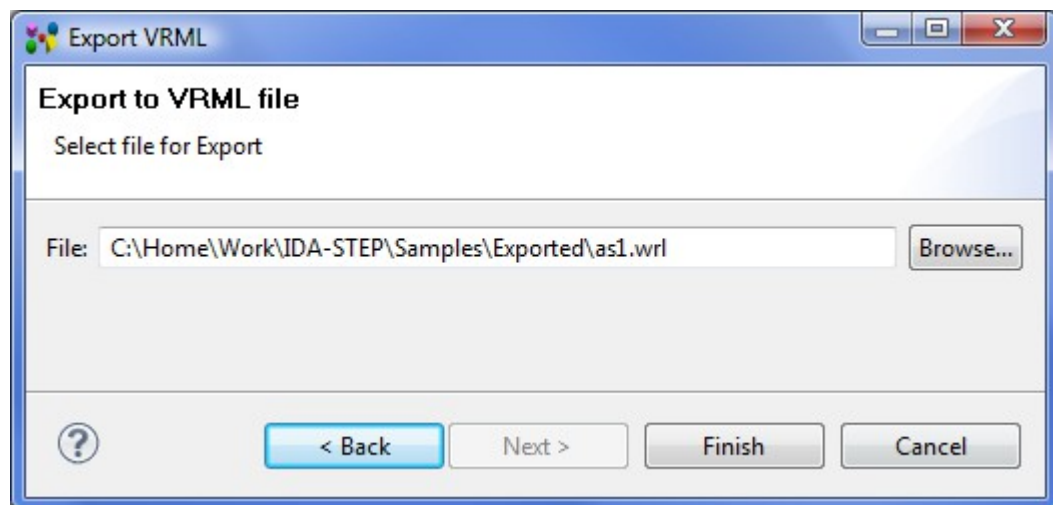 Export VRML
Export to VRML file
Select file for Export
File: C:\Home\Work\IDA-STEP\Samples\Exported\as1.wrl Browse...
? < Back Next > Finish Cancel